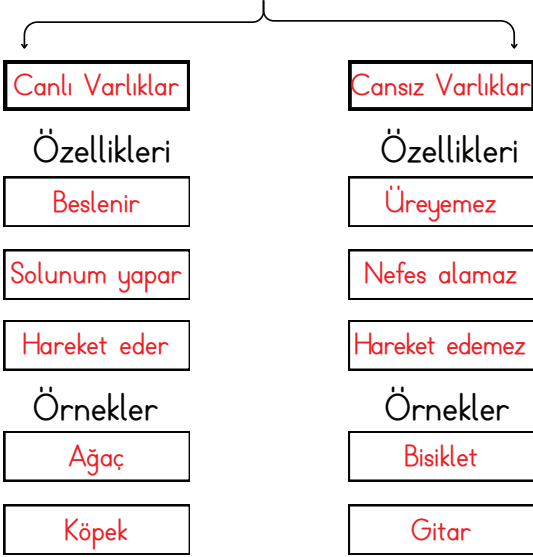 Canlı Varlıklar
Özellikleri
Beslenir
Solunum yapar
Hareket eder
Örnekler
Ağaç
Köpek
Cansız Varlıklar
Özellikleri
Üreyemez
Nefes alamaz
Hareket edemez
Örnekler
Bisiklet
Gitar